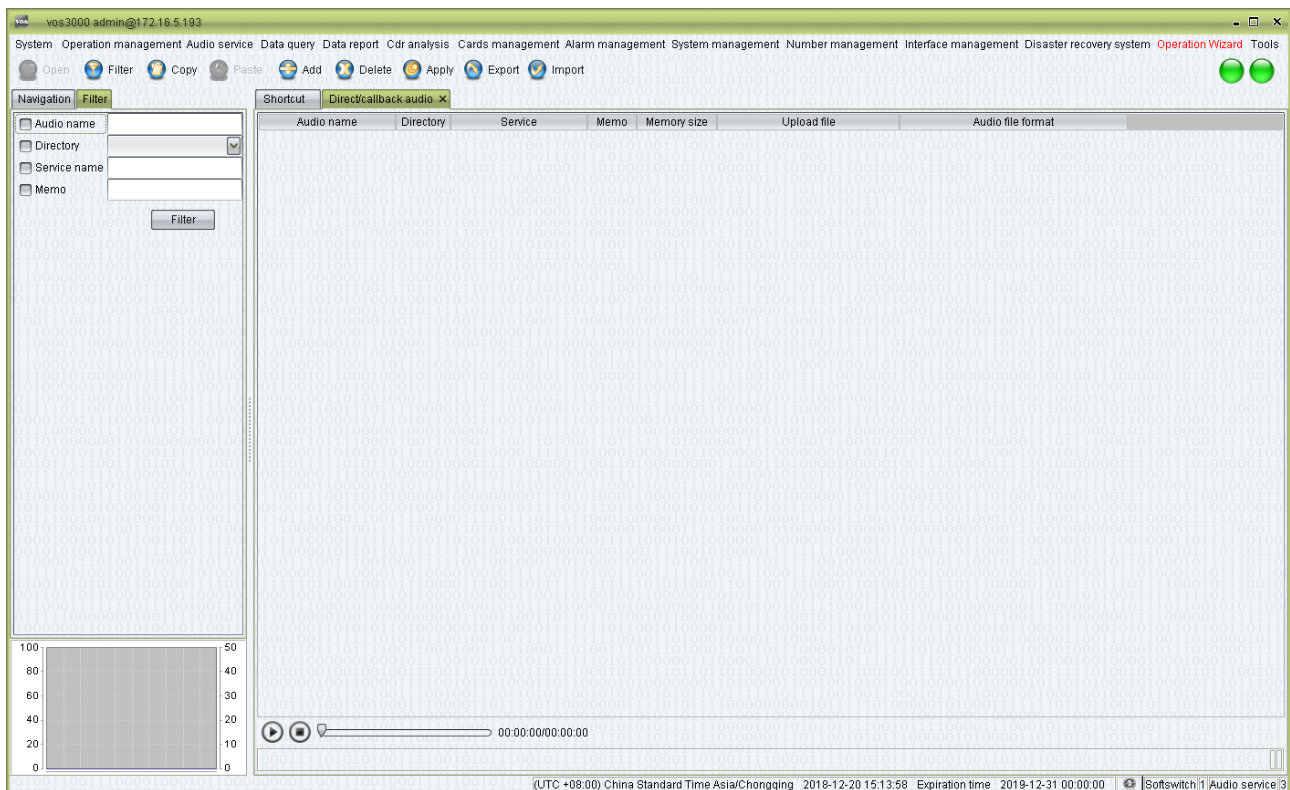 vos vos3000 admin@172.16.5.193
System Operation management Audio service Data query Data report Cdr analysis Cards management Alarm management System management Number management Interface management Disaster recovery system Operation Wizard Tools
Open Filter Copy Paste Add Delete Apply Export Import
Navigation Filter Shortcut Direct/callback audio
Audio name
Directory
Service name
Memo
Filter
Audio name Directory Service Memo Memory size Upload file Audio file format
100 50
80 40
60 30
40 20
20 10
0 0
00:00:00/00:00:00
(UTC +08:00) China Standard Time Asia/Chongqing 2018-12-20 15:13:58 Expiration time 2019-12-31 00:00:00 Softswitch 1 Audio service 3